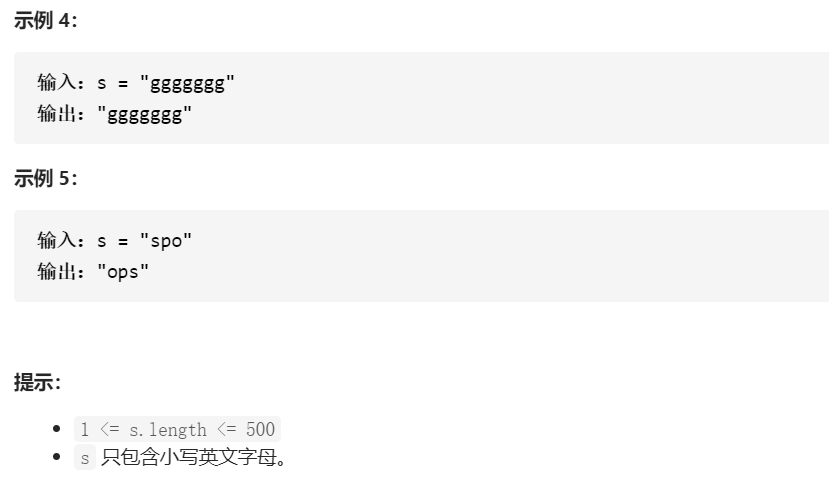 示例 4：
输入：s = "ggggggg"
输出："ggggggg"
示例 5：
输入：s = "spo"
输出："ops"
提示：
1 <= s.length <= 500
s 只包含小写英文字母。